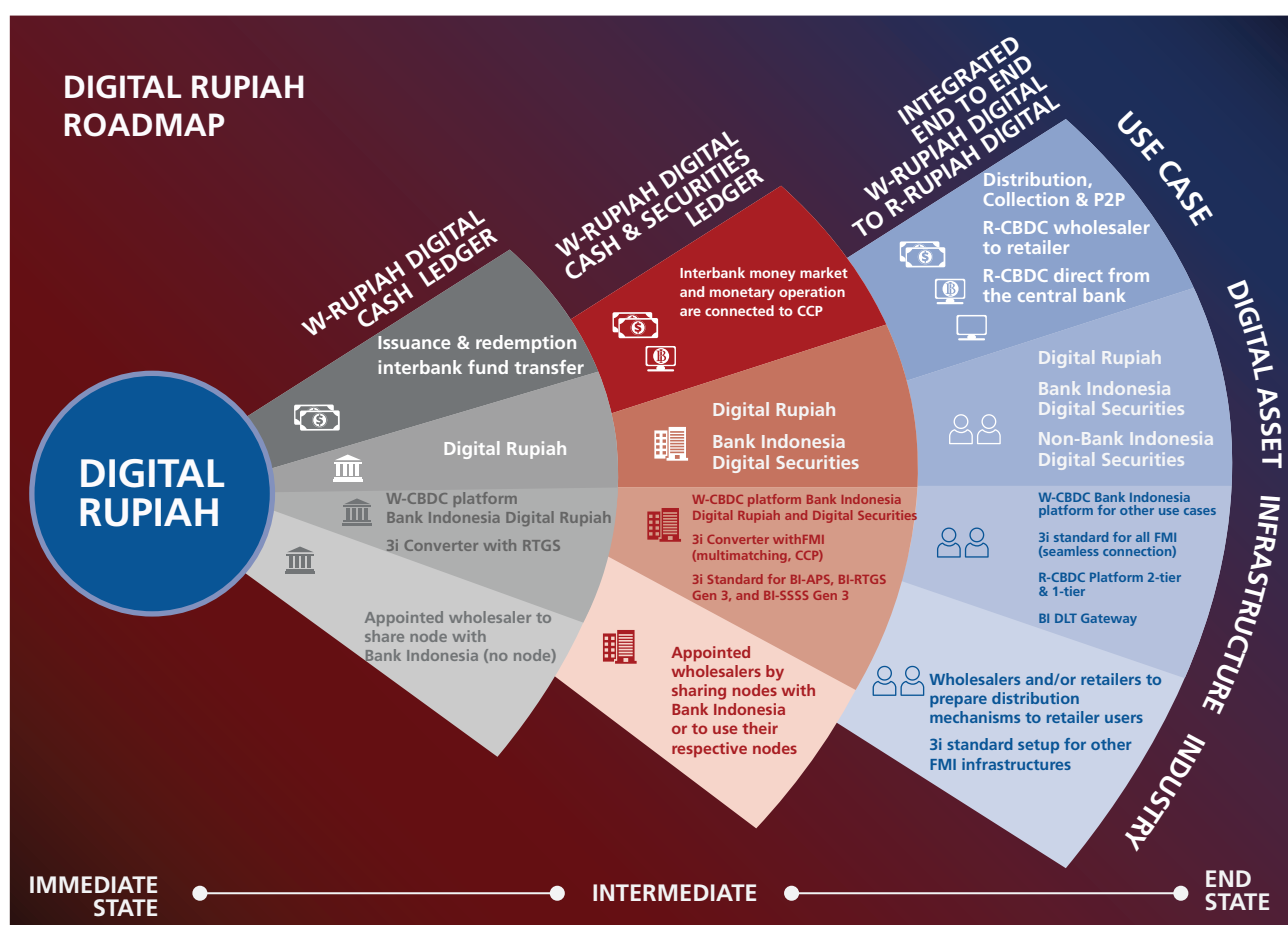 DIGITAL RUPIAH
ROADMAP
DIGITAL
RUPIAH
W-RUPIAH DIGITAL
CASH LEDGER
Issuance & redemption
interbank fund transfer
Digital Rupiah
W-CBDC platform
Bank Indonesia Digital Rupiah
3i Converter with RTGS
Appointed wholesaler to
share node with
Bank Indonesia (no node)
W-RUPIAH DIGITAL
CASH & SECURITIES
LEDGER
Interbank money market
and monetary operation
are connected to CCP
Digital Rupiah
Bank Indonesia
Digital Securities
W-CBDC platform Bank Indonesia
Digital Rupiah and Digital Securities
3i Converter withFMI
(multimatching, CCP)
3i Standard for BI-APS, BI-RTGS
Gen 3, and BI-SSSS Gen 3
Appointed
wholesalers by
sharing nodes with
Bank Indonesia
or to use their
respective nodes
INTEGRATED
END TO END
W-RUPIAH DIGITAL
TO R-RUPIAH DIGITAL
Distribution,
Collection & P2P
R-CBDC wholesaler
to retailer
R-CBDC direct from
the central bank
Digital Rupiah
Bank Indonesia
Digital Securities
Non-Bank Indonesia
Digital Securities
W-CBDC Bank Indonesia
platform for other use cases
3i standard for all FMI
(seamless connection)
R-CBDC Platform 2-tier
& 1-tier
BI DLT Gateway
Wholesalers and/or retailers to
prepare distribution
mechanisms to retailer users
3i standard setup for other
FMI infrastructures
USE CASE
DIGITAL ASSET
INFRASTRUCTURE
INDUSTRY
IMMEDIATE
STATE
INTERMEDIATE
END
STATE